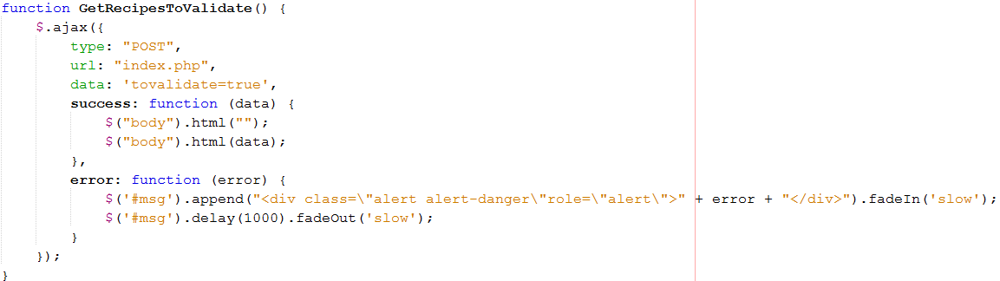 function GetRecipesToValidate() {
    $.ajax({
        type: "POST",
        url: "index.php",
        data: 'tovalidate=true',
        success: function (data) {
            $("body").html("");
            $("body").html(data);
        },
        error: function (error) {
            $('#msg').append("<div class=\"alert alert-danger\"role=\"alert\">" + error + "</div>").fadeIn('slow');
            $('#msg').delay(1000).fadeOut('slow');
        }
    });
}